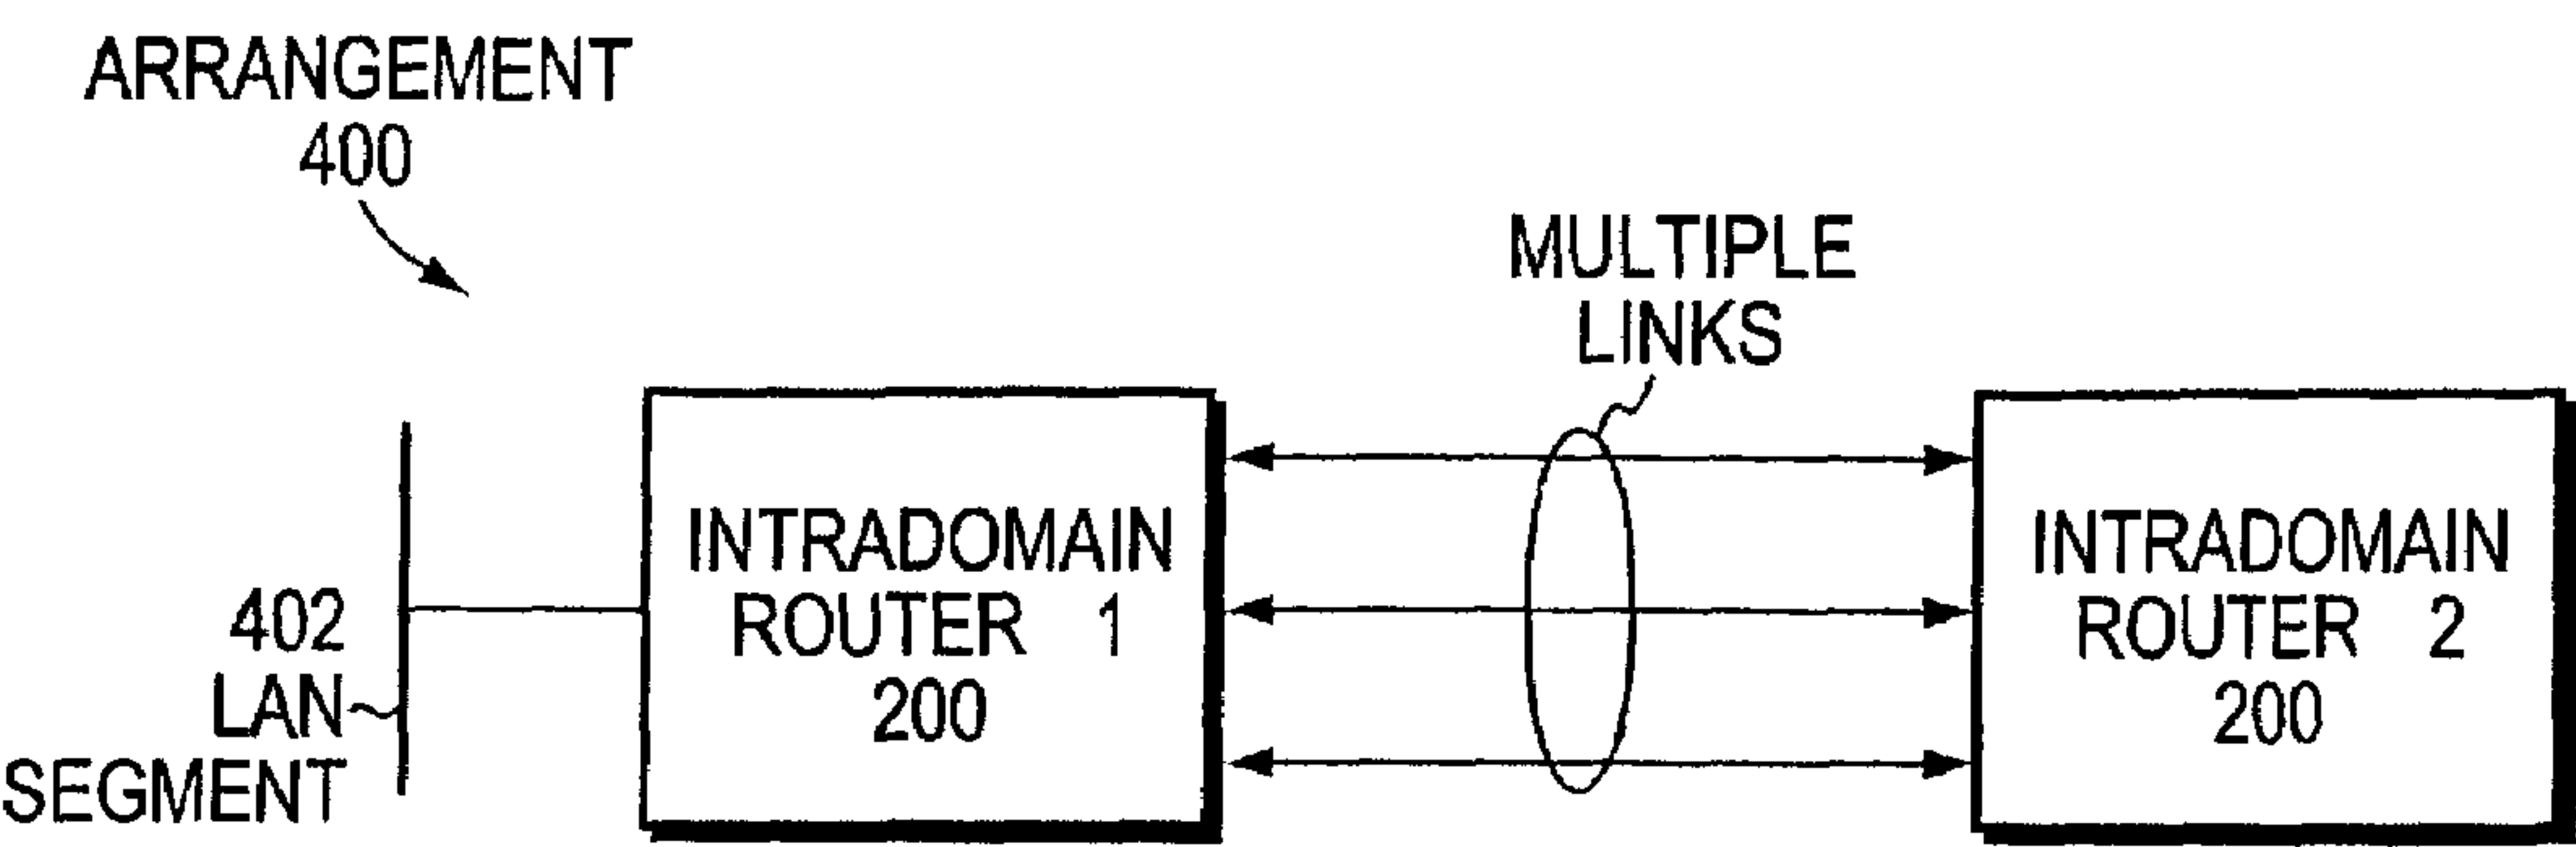 ARRANGEMENT
400
MULTIPLE
LINKS
402
LAN
SEGMENT
INTRADOMAIN
ROUTER 1
200
INTRADOMAIN
ROUTER 2
200